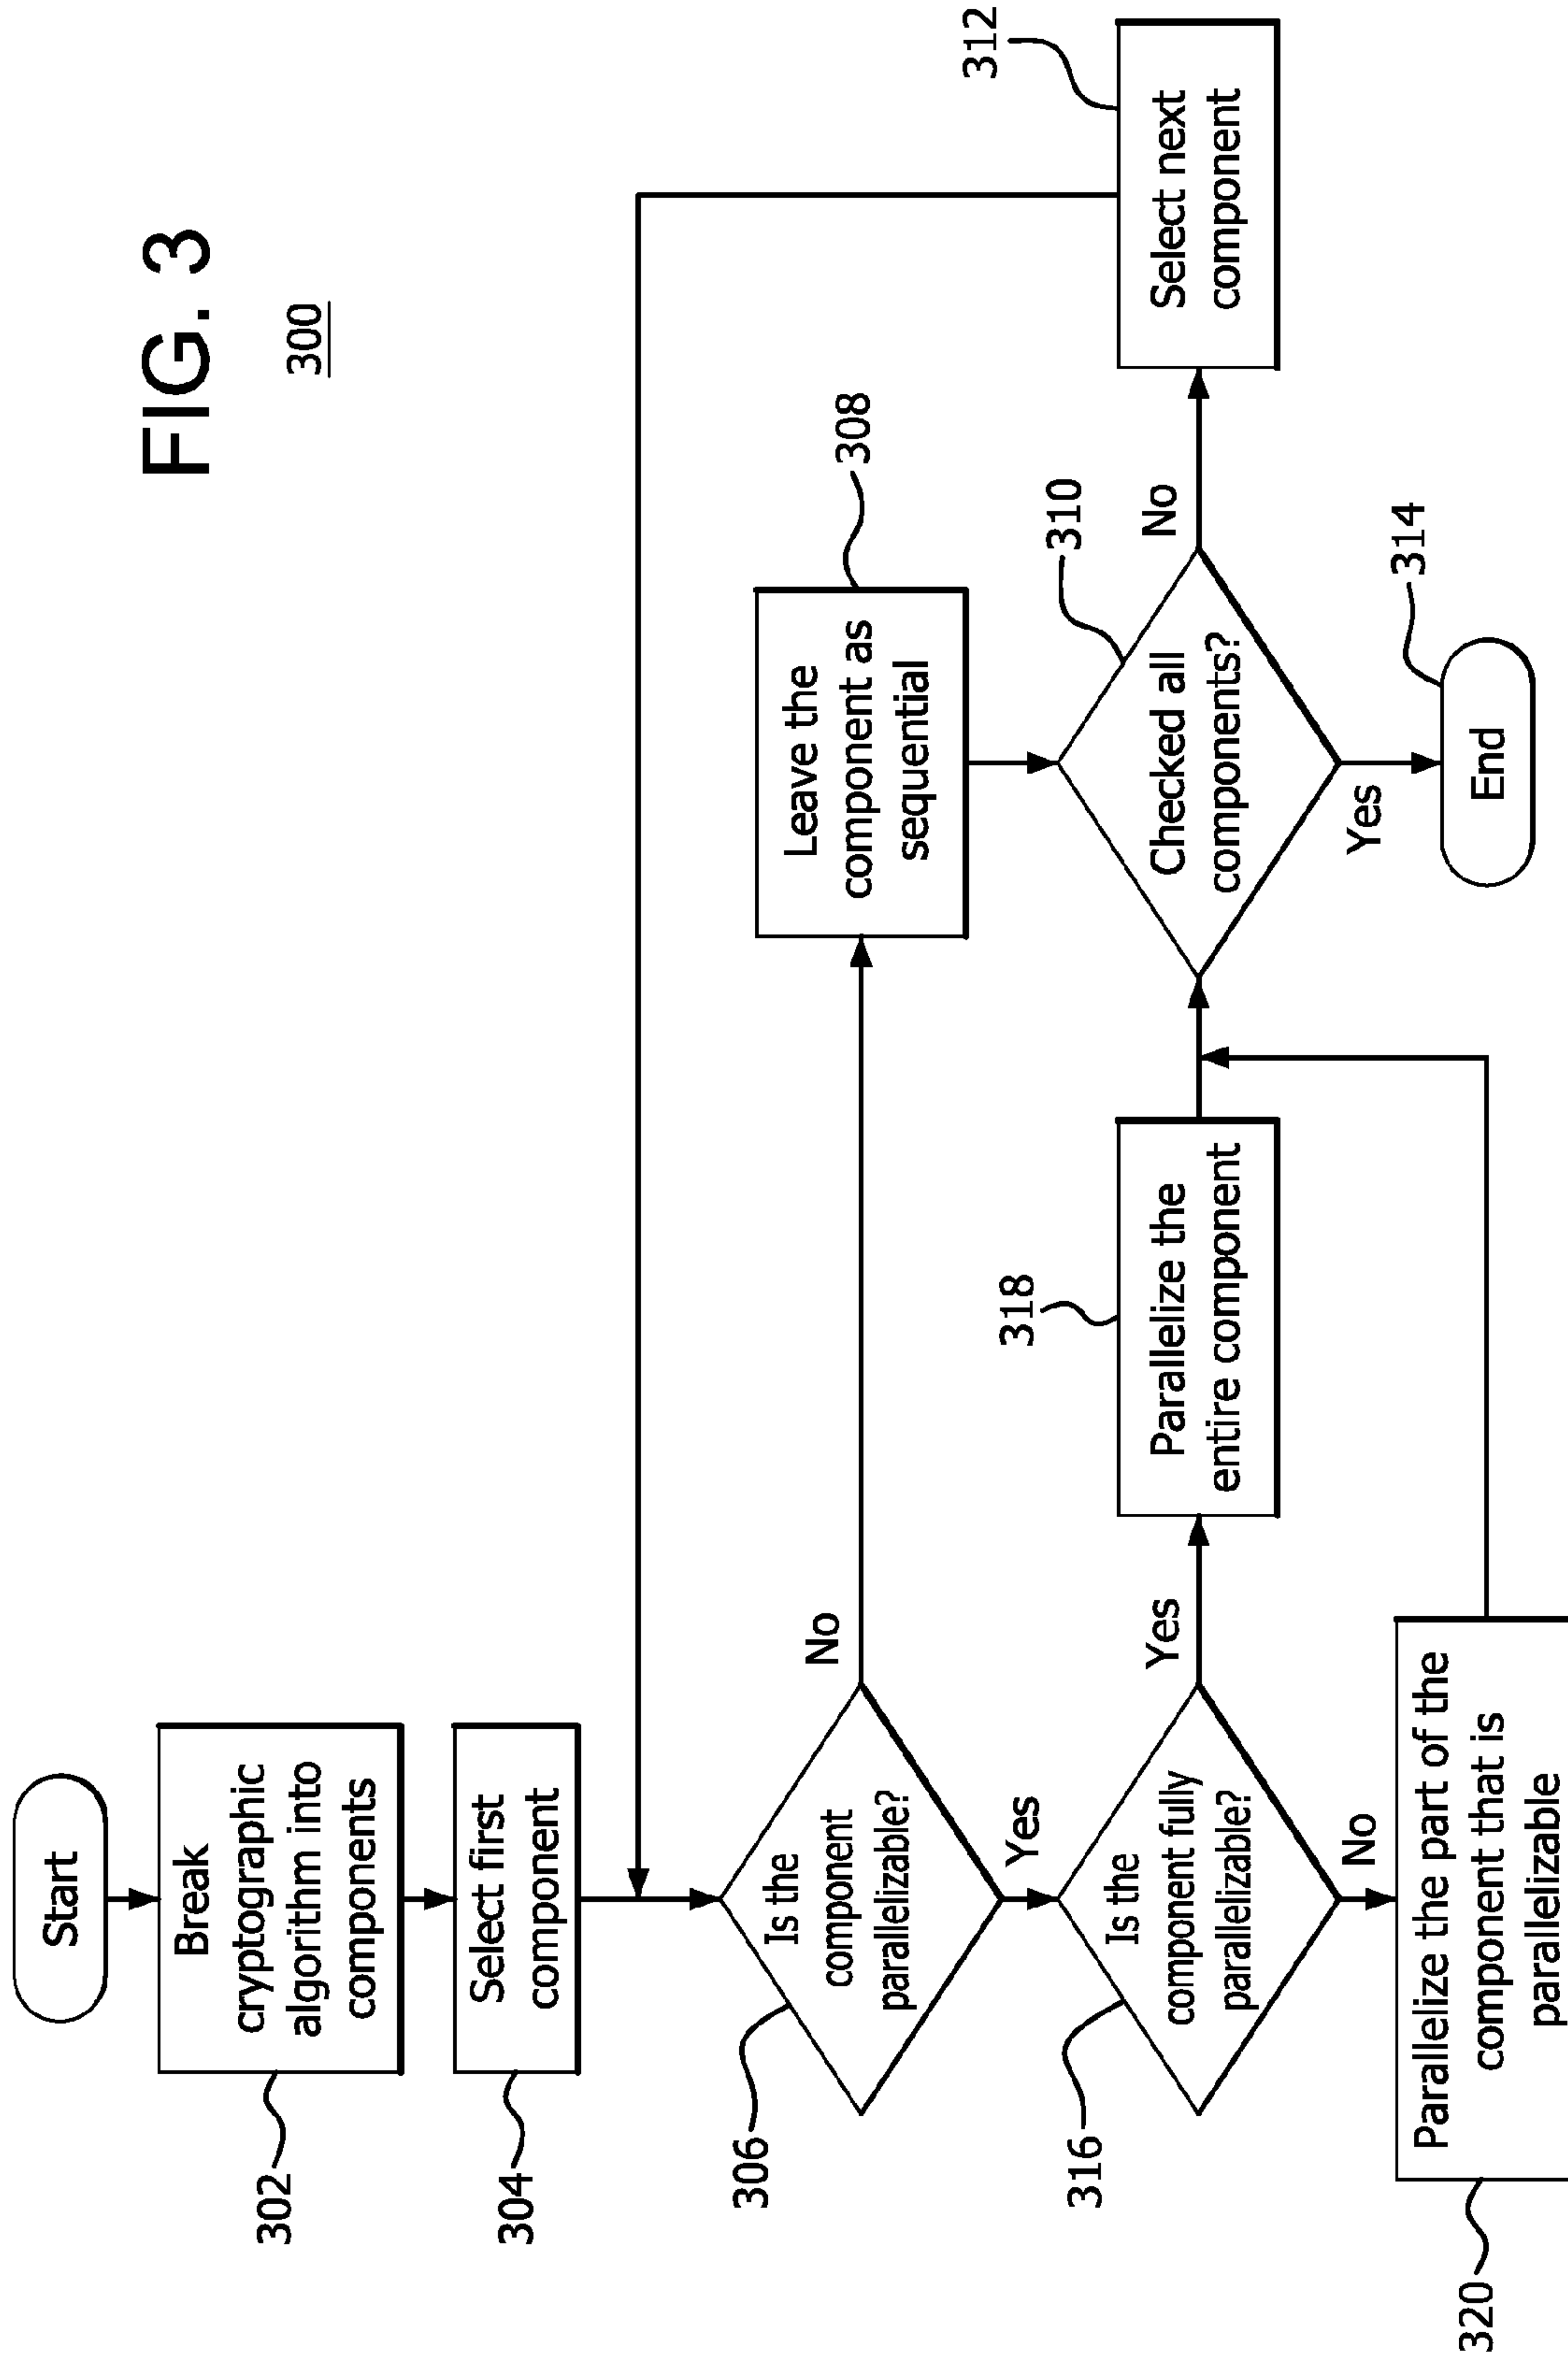 FIG. 3
300
Start
302
Break
cryptographic
algorithm into
components
304
Select first
component
306
Is the
component
parallelizable?
No
Yes
308
Leave the
component as
sequential
316
Is the
component fully
parallelizable?
Yes
No
318
Parallelize the
entire component
310
Checked all
components?
No
Yes
312
Select next
component
314
End
320
Parallelize the part of the
component that is
parallelizable